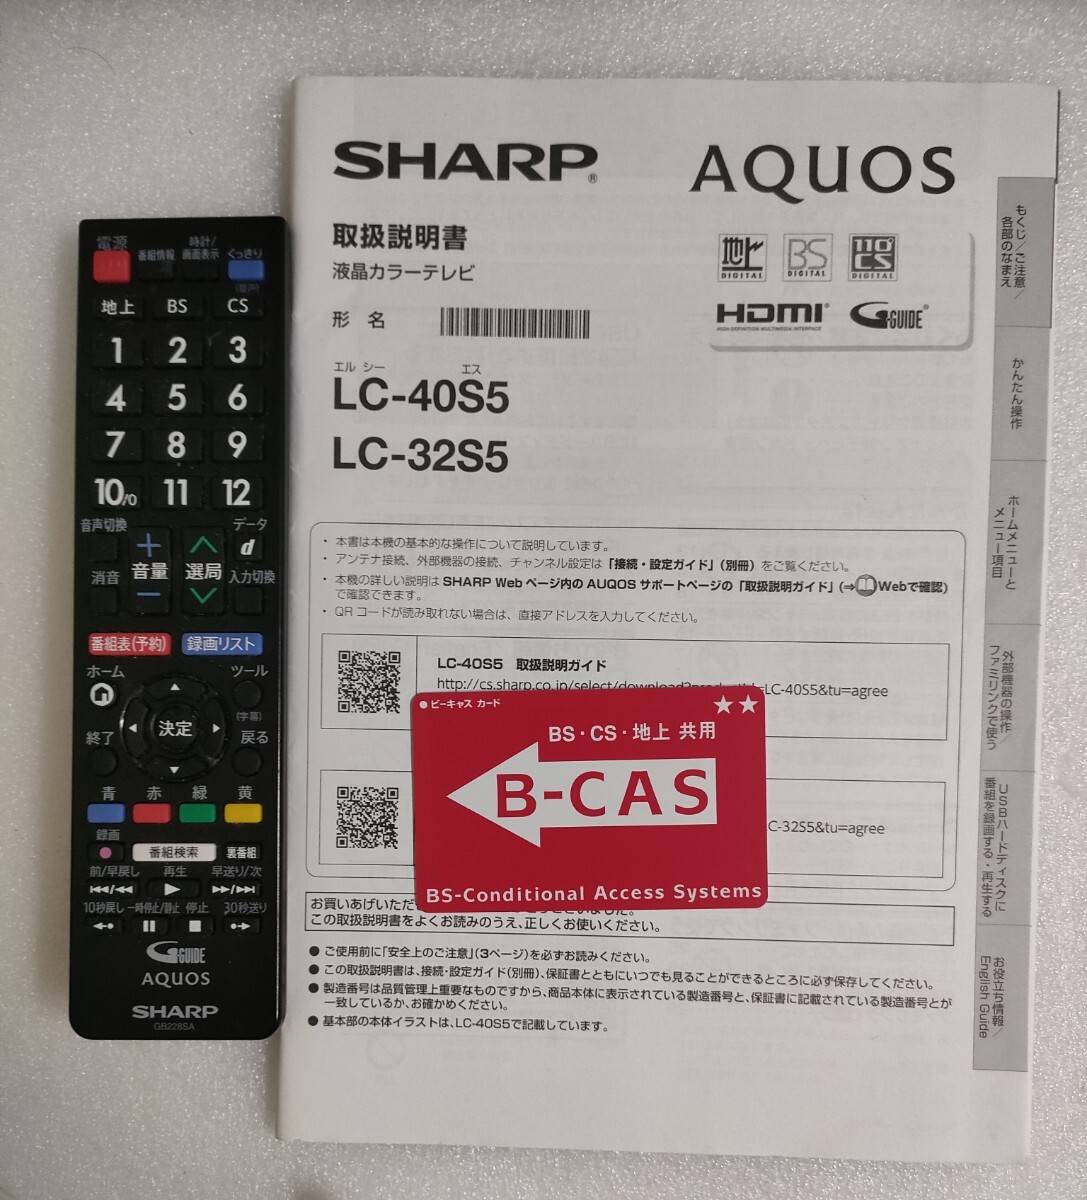 電源
番組情報
時計/
画面表示
くっきり
(音声)
地上 BS CS
1 2 3
4 5 6
7 8 9
10/0 11 12
音声切換
データ
d
+
音量
選局
消音
入力切換
−
番組表(予約)
録画リスト
ホーム
ツール
決定
(字幕)
終了
戻る
青 赤 緑 黄
録画
番組検索
裏番組
前/早戻し 再生 早送り/次
10秒戻し 一時停止/静止 停止 30秒送り
G-GUIDE
AQUOS
SHARP
GB228SA
SHARP®
AQUOS
取扱説明書
液晶カラーテレビ
形 名
地上
DIGITAL
BS
DIGITAL
110°
CS
DIGITAL
HDMI®
HIGH-DEFINITION MULTIMEDIA INTERFACE
G-GUIDE®
エル シー エス
LC-40S5
LC-32S5
・ 本書は本機の基本的な操作について説明しています。
・ アンテナ接続、外部機器の接続、チャンネル設定は「接続・設定ガイド」(別冊) をご覧ください。
・ 本機の詳しい説明は SHARP Web ページ内の AUQOS サポートページの「取扱説明ガイド」(⇒Webで確認)
で確認できます。
・ QR コードが読み取れない場合は、直接アドレスを入力してください。
LC-40S5 取扱説明ガイド
http://cs.sharp.co.jp/select/download?
=LC-40S5&tu=agree
C-32S5&tu=agree
● ビーキャス カード
★★
BS・CS・地上 共用
B-CAS
BS-Conditional Access Systems
お買いあげいただ
この取扱説明書をよくお読みのうえ、正しくお使いください。
● ご使用前に「安全上のご注意」(3ページ)を必ずお読みください。
● この取扱説明書は、接続・設定ガイド(別冊)、保証書とともにいつでも見ることができるところに必ず保存してください。
● 製造番号は品質管理上重要なものですから、商品本体に表示されている製造番号と、保証書に記載されている製造番号とが
一致しているか、お確かめください。
● 基本部の本体イラストは、LC-40S5で記載しています。
もくじ/ご注意/
各部のなまえ
かんたん操作
ホームメニューと
メニュー項目
外部機器の操作/
ファミリンクで使う
USBハードディスクに
番組を録画する・再生する
お役立ち情報/
English Guide